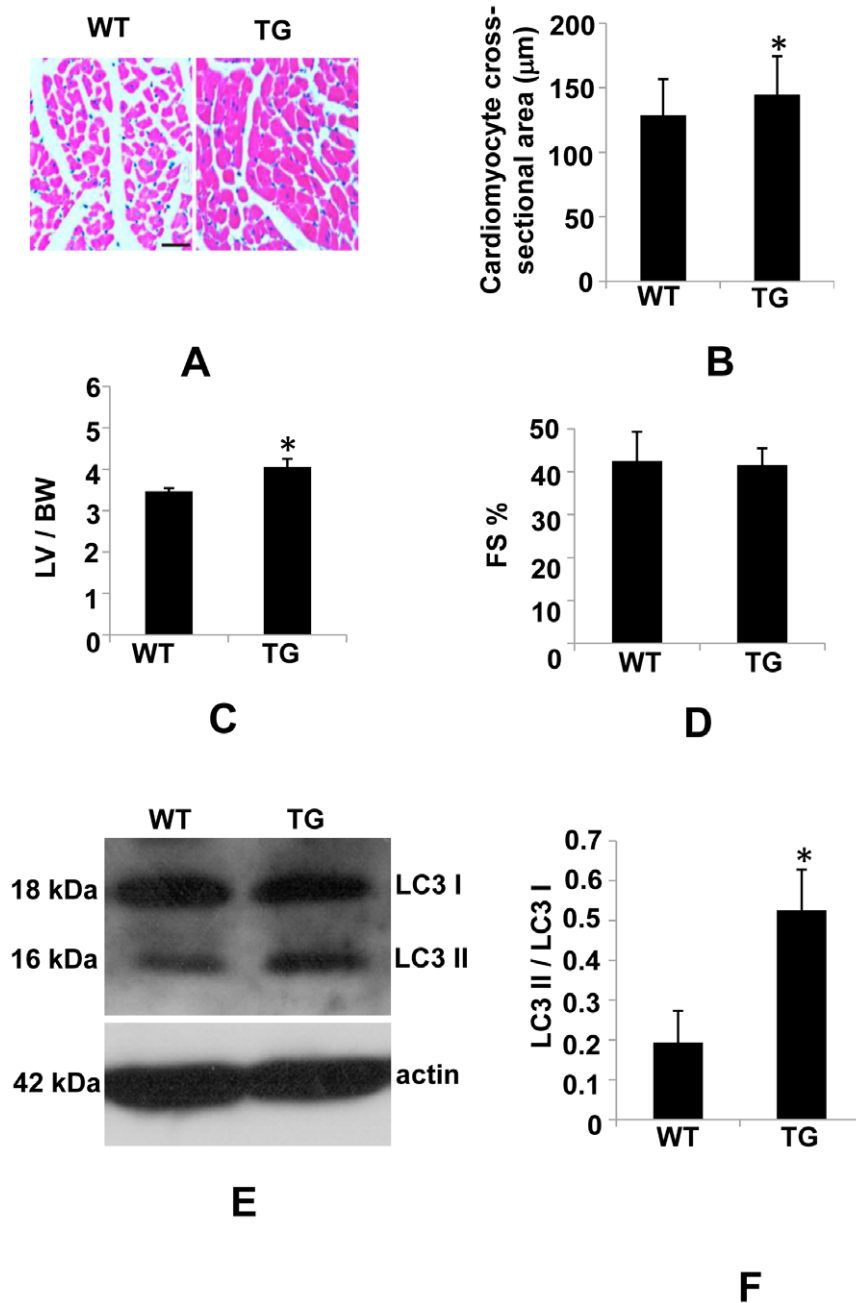 WT TG
A
Cardiomyocyte cross-
sectional area (µm)
200
150
100
50
0
*
WT TG
B
LV / BW
6
5
4
3
2
1
0
*
WT TG
C
FS %
50
40
30
20
10
0
WT TG
D
WT TG
18 kDa LC3 I
16 kDa LC3 II
42 kDa actin
E
LC3 II / LC3 I
0.7
0.6
0.5
0.4
0.3
0.2
0.1
0
*
WT TG
F